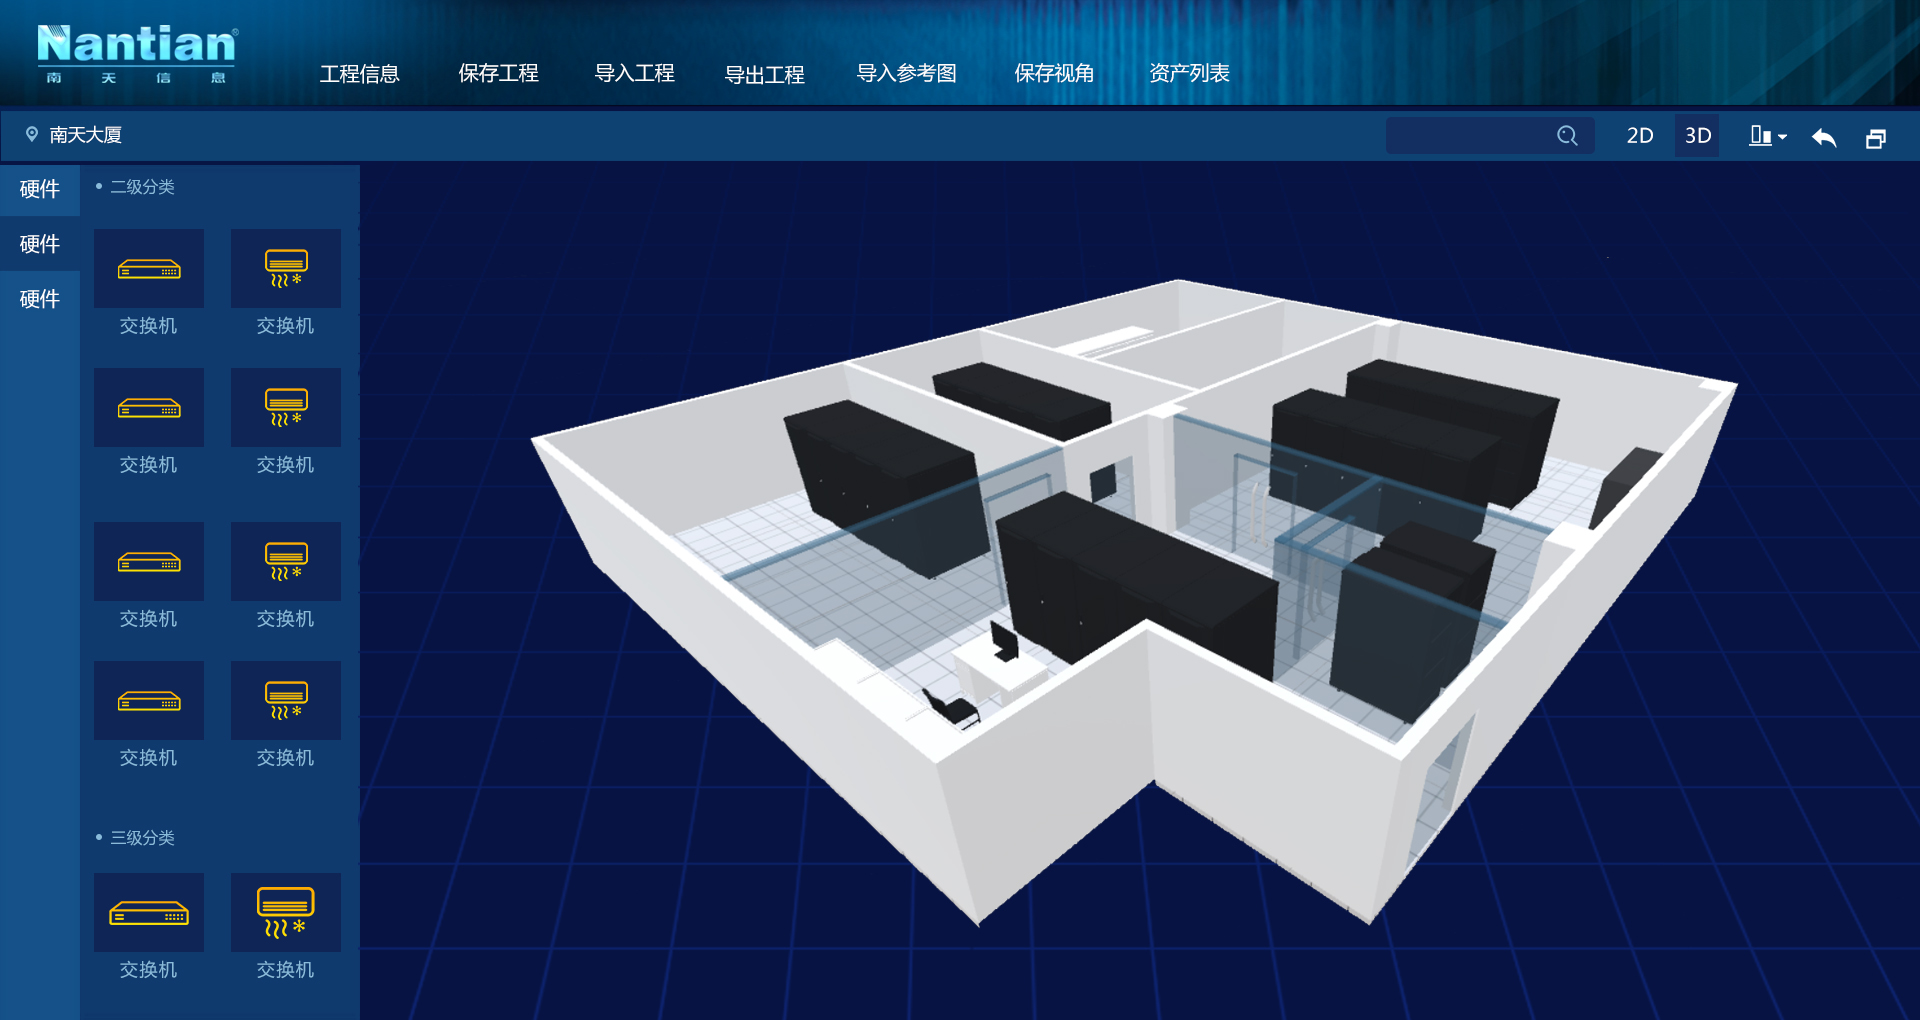 Nantian®
南天信息
工程信息 保存工程 导入工程 导出工程 导入参考图 保存视角 资产列表
南天大厦
2D 3D
硬件
硬件
硬件
二级分类
交换机 交换机
交换机 交换机
交换机 交换机
交换机 交换机
三级分类
交换机 交换机